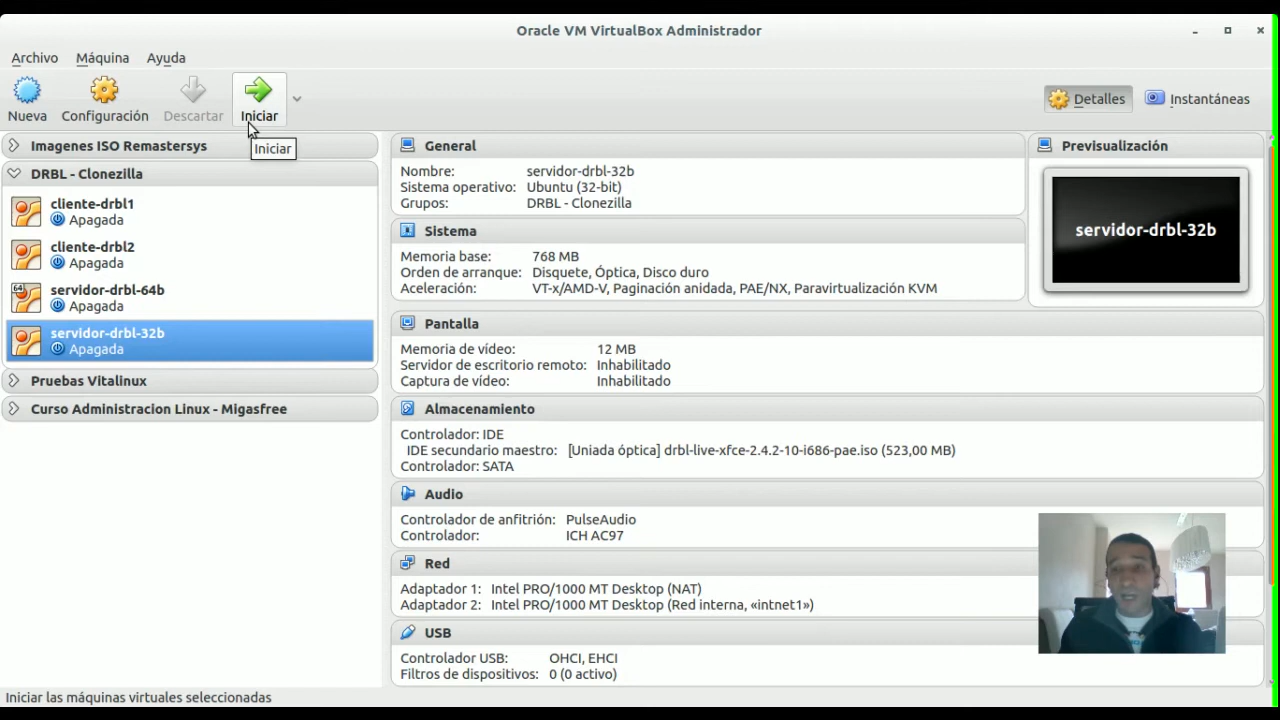 Oracle VM VirtualBox Administrador
Archivo Máquina Ayuda
Nueva Configuración Descartar Iniciar
Detalles Instantáneas
Iniciar
Imagenes ISO Remastersys
DRBL - Clonezilla
cliente-drbl1
Apagada
cliente-drbl2
Apagada
64 servidor-drbl-64b
Apagada
servidor-drbl-32b
Apagada
Pruebas Vitalinux
Curso Administracion Linux - Migasfree
General
Nombre: servidor-drbl-32b
Sistema operativo: Ubuntu (32-bit)
Grupos: DRBL - Clonezilla
Previsualización
servidor-drbl-32b
Sistema
Memoria base: 768 MB
Orden de arranque: Disquete, Óptica, Disco duro
Aceleración: VT-x/AMD-V, Paginación anidada, PAE/NX, Paravirtualización KVM
Pantalla
Memoria de vídeo: 12 MB
Servidor de escritorio remoto: Inhabilitado
Captura de vídeo: Inhabilitado
Almacenamiento
Controlador: IDE
IDE secundario maestro: [Uniada óptica] drbl-live-xfce-2.4.2-10-i686-pae.iso (523,00 MB)
Controlador: SATA
Audio
Controlador de anfitrión: PulseAudio
Controlador: ICH AC97
Red
Adaptador 1: Intel PRO/1000 MT Desktop (NAT)
Adaptador 2: Intel PRO/1000 MT Desktop (Red interna, «intnet1»)
USB
Controlador USB: OHCI, EHCI
Filtros de dispositivos: 0 (0 activo)
Iniciar las máquinas virtuales seleccionadas